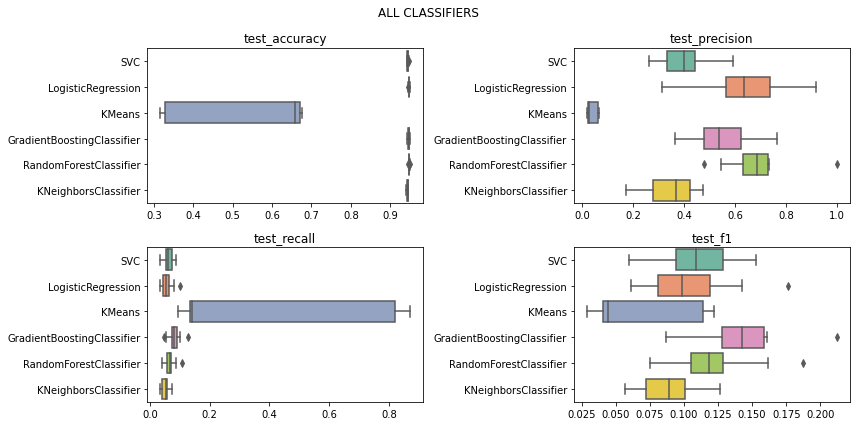 ALL CLASSIFIERS
test_accuracy
SVC
LogisticRegression
KMeans
GradientBoostingClassifier
RandomForestClassifier
KNeighborsClassifier
0.3 0.4 0.5 0.6 0.7 0.8 0.9
test_precision
SVC
LogisticRegression
KMeans
GradientBoostingClassifier
RandomForestClassifier
KNeighborsClassifier
0.0 0.2 0.4 0.6 0.8 1.0
test_recall
SVC
LogisticRegression
KMeans
GradientBoostingClassifier
RandomForestClassifier
KNeighborsClassifier
0.0 0.2 0.4 0.6 0.8
test_f1
SVC
LogisticRegression
KMeans
GradientBoostingClassifier
RandomForestClassifier
KNeighborsClassifier
0.025 0.050 0.075 0.100 0.125 0.150 0.175 0.200